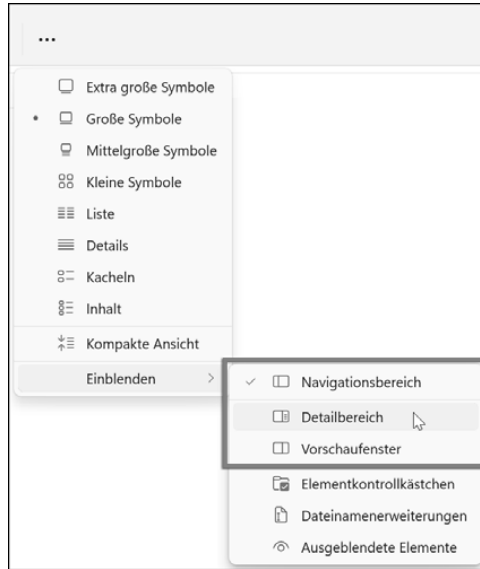 Extra große Symbole
Große Symbole
Mittelgroße Symbole
Kleine Symbole
Liste
Details
Kacheln
Inhalt
Kompakte Ansicht
Einblenden
Navigationsbereich
Detailbereich
Vorschaufenster
Elementkontrollkästchen
Dateinamenerweiterungen
Ausgeblendete Elemente